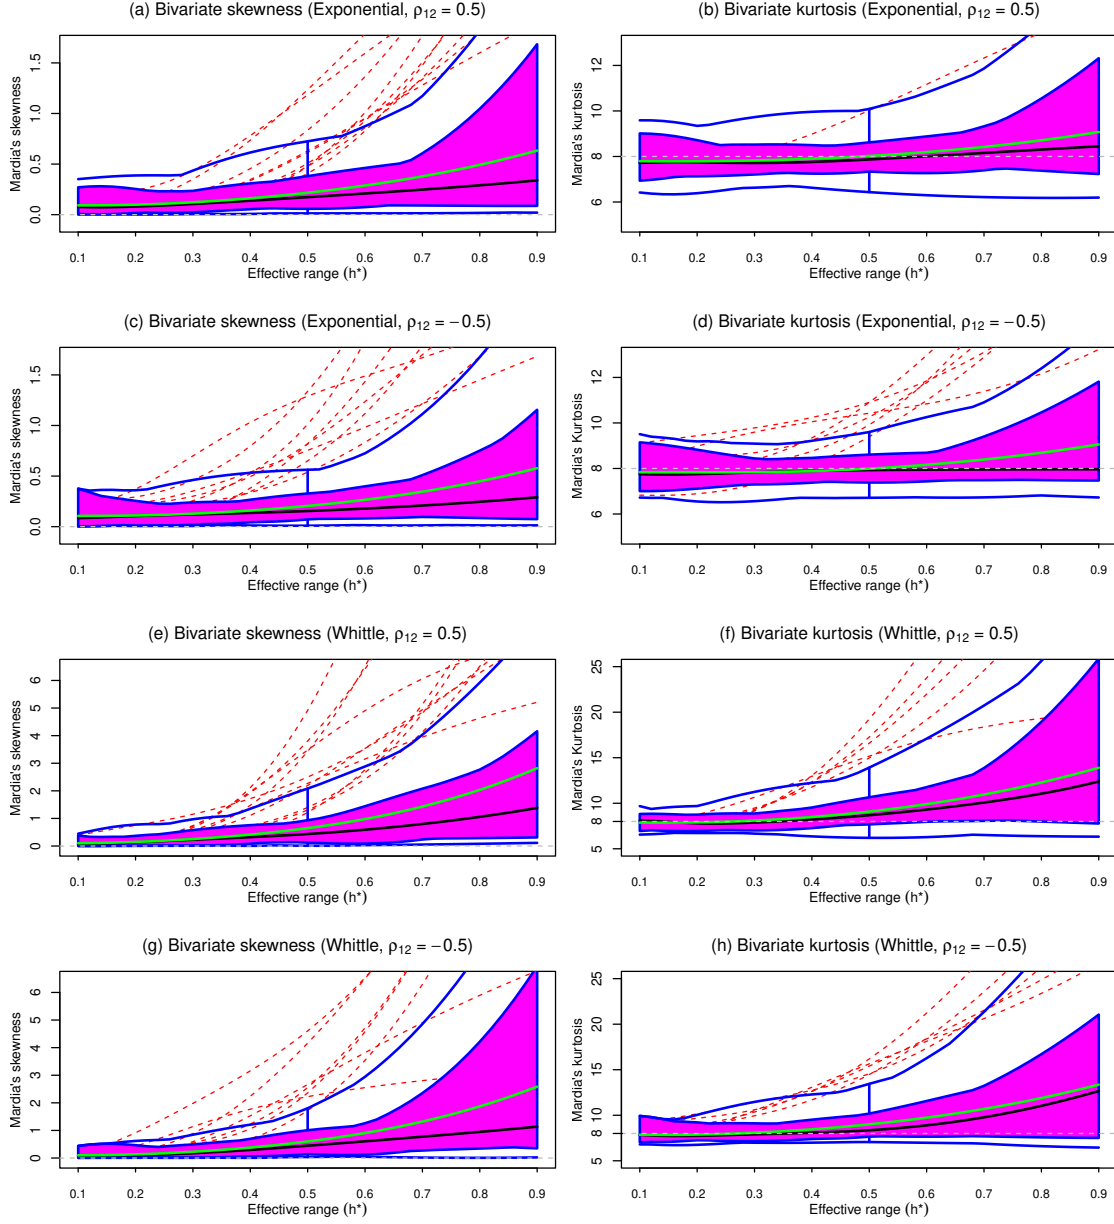 (a) Bivariate skewness (Exponential, ρ12 = 0.5)
Mardia's skewness
0.0 0.5 1.0 1.5
0.1 0.2 0.3 0.4 0.5 0.6 0.7 0.8 0.9
Effective range (h*)
(b) Bivariate kurtosis (Exponential, ρ12 = 0.5)
Mardia's kurtosis
6 8 10 12
0.1 0.2 0.3 0.4 0.5 0.6 0.7 0.8 0.9
Effective range (h*)
(c) Bivariate skewness (Exponential, ρ12 = −0.5)
Mardia's skewness
0.0 0.5 1.0 1.5
0.1 0.2 0.3 0.4 0.5 0.6 0.7 0.8 0.9
Effective range (h*)
(d) Bivariate kurtosis (Exponential, ρ12 = −0.5)
Mardia's Kurtosis
6 8 10 12
0.1 0.2 0.3 0.4 0.5 0.6 0.7 0.8 0.9
Effective range (h*)
(e) Bivariate skewness (Whittle, ρ12 = 0.5)
Mardia's skewness
0 1 2 3 4 5 6
0.1 0.2 0.3 0.4 0.5 0.6 0.7 0.8 0.9
Effective range (h*)
(f) Bivariate kurtosis (Whittle, ρ12 = 0.5)
Mardia's Kurtosis
5 8 10 15 20 25
0.1 0.2 0.3 0.4 0.5 0.6 0.7 0.8 0.9
Effective range (h*)
(g) Bivariate skewness (Whittle, ρ12 = −0.5)
Mardia's skewness
0 1 2 3 4 5 6
0.1 0.2 0.3 0.4 0.5 0.6 0.7 0.8 0.9
Effective range (h*)
(h) Bivariate kurtosis (Whittle, ρ12 = −0.5)
Mardia's kurtosis
5 8 10 15 20 25
0.1 0.2 0.3 0.4 0.5 0.6 0.7 0.8 0.9
Effective range (h*)